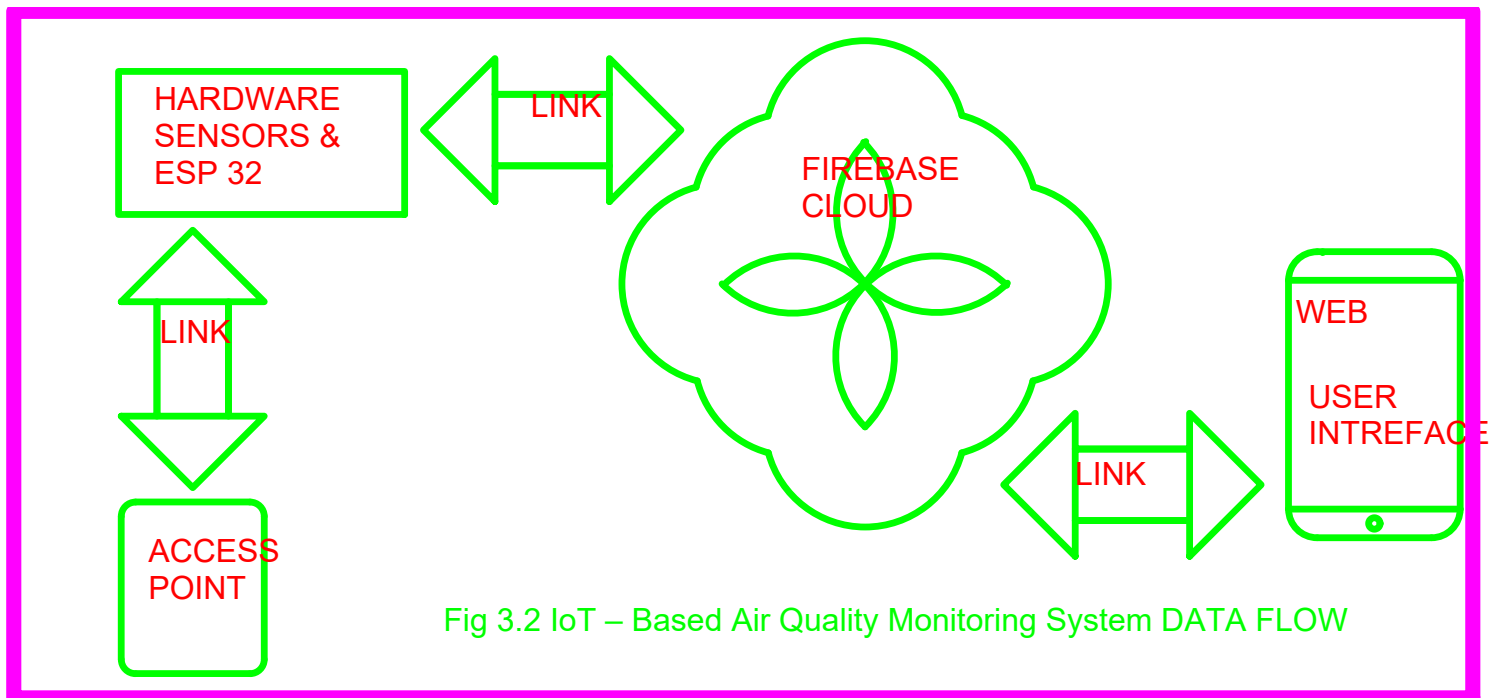 HARDWARE
SENSORS &
ESP 32
LINK
FIREBASE
CLOUD
LINK
WEB
USER
INTREFACE
LINK
ACCESS
POINT
Fig 3.2 IoT – Based Air Quality Monitoring System DATA FLOW